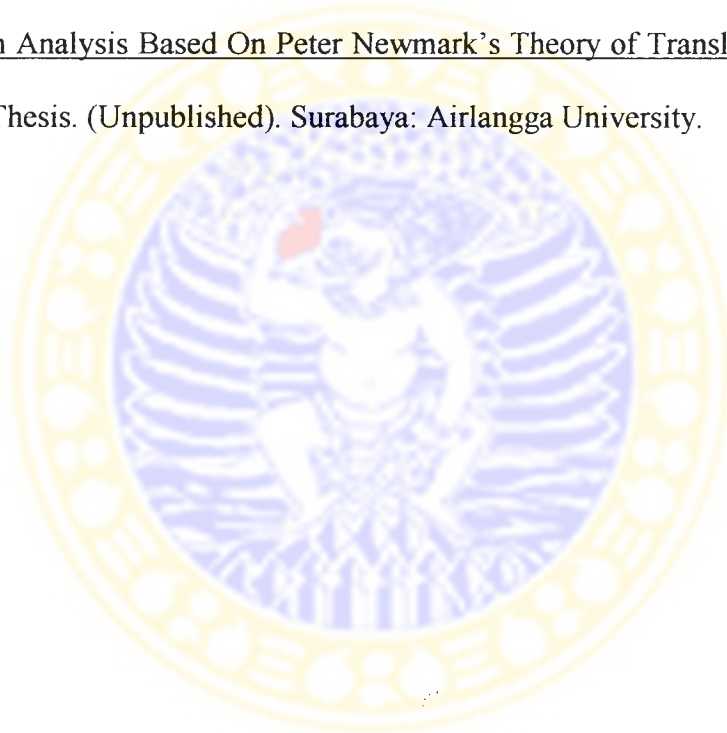 n Analysis Based On Peter Newmark's Theory of Transl
Thesis. (Unpublished). Surabaya: Airlangga University.